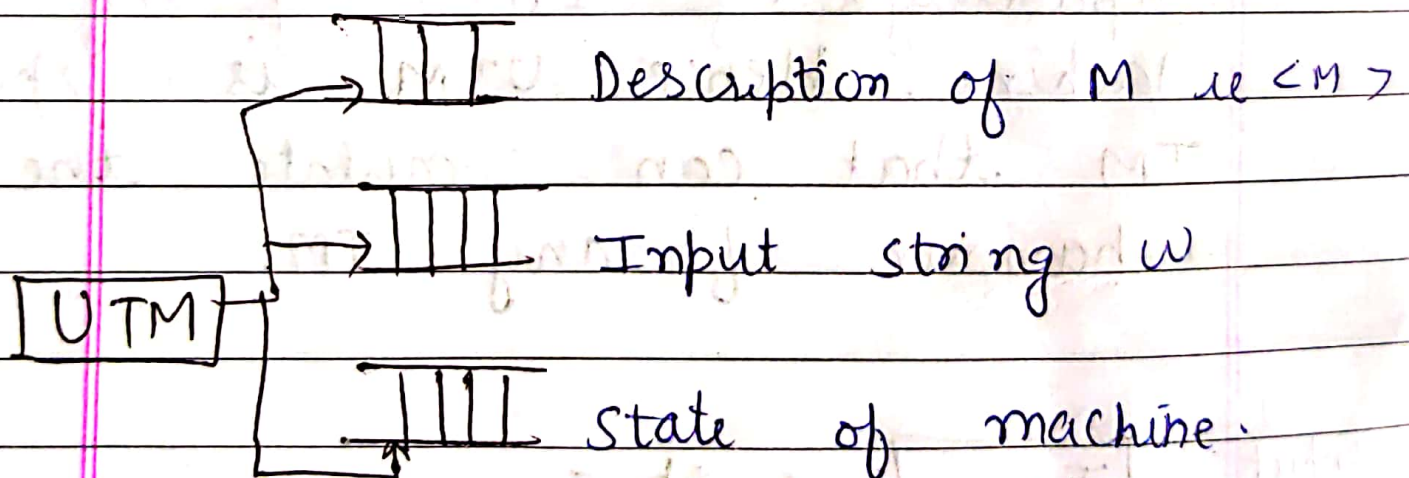 Description of M ie <M>
Input string w
UTM
State of machine.